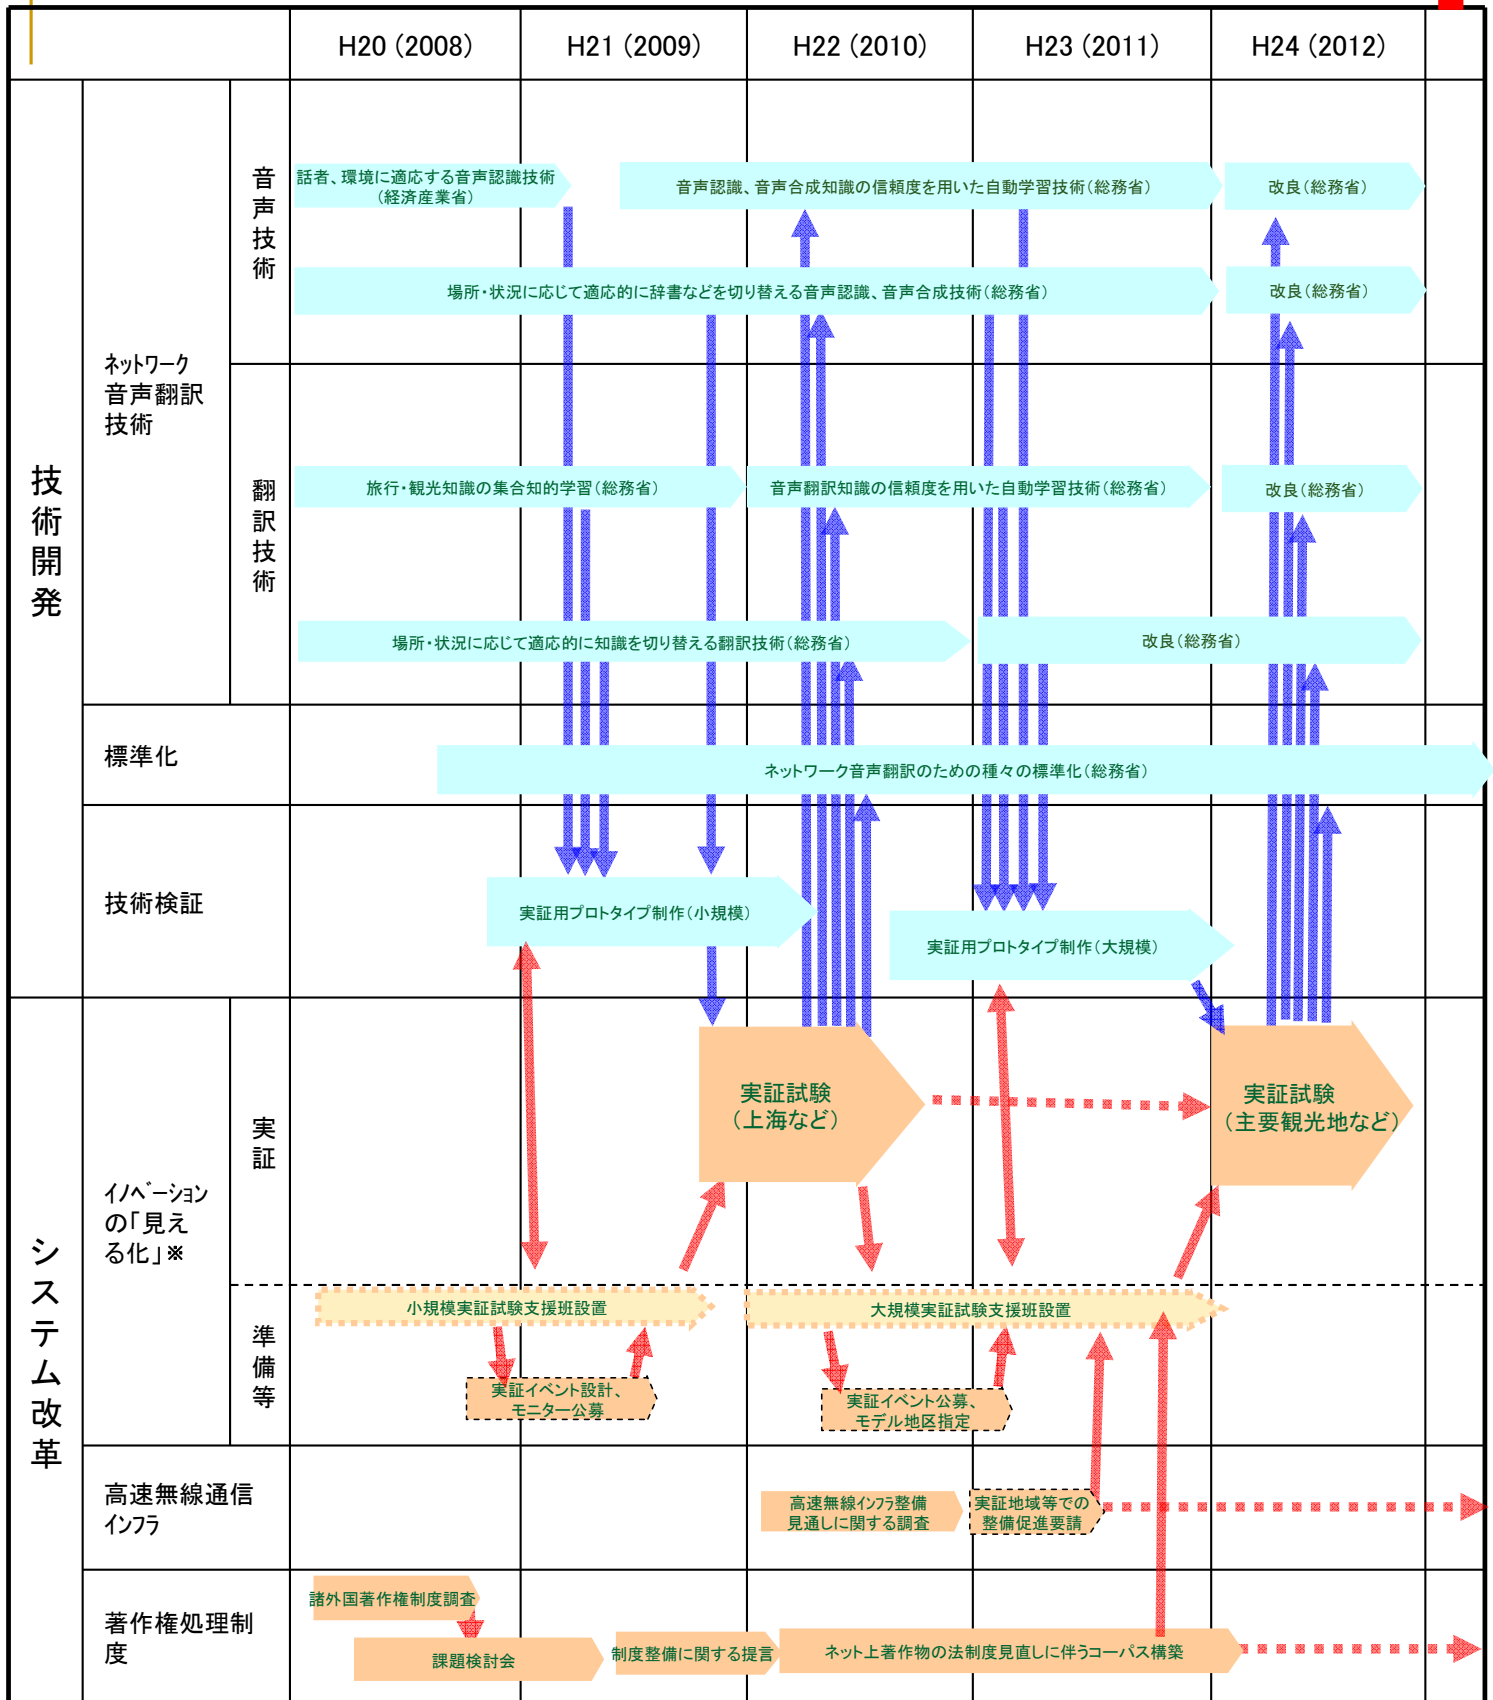 H20 (2008)
H21 (2009)
H22 (2010)
H23 (2011)
H24 (2012)
技術開発
ネットワーク
音声翻訳
技術
音声技術
話者、環境に適応する音声認識技術
(経済産業省)
音声認識、音声合成知識の信頼度を用いた自動学習技術(総務省)
改良(総務省)
場所・状況に応じて適応的に辞書などを切り替える音声認識、音声合成技術(総務省)
改良(総務省)
翻訳技術
旅行・観光知識の集合知的学習(総務省)
音声翻訳知識の信頼度を用いた自動学習技術(総務省)
改良(総務省)
場所・状況に応じて適応的に知識を切り替える翻訳技術(総務省)
改良(総務省)
標準化
ネットワーク音声翻訳のための種々の標準化(総務省)
技術検証
実証用プロトタイプ制作(小規模)
実証用プロトタイプ制作(大規模)
システム改革
イノベーション
の「見え
る化」※
実証
実証試験
(上海など)
実証試験
(主要観光地など)
準備等
小規模実証試験支援班設置
大規模実証試験支援班設置
実証イベント設計、
モニター公募
実証イベント公募、
モデル地区指定
高速無線通信
インフラ
高速無線インフラ整備
見通しに関する調査
実証地域等での
整備促進要請
著作権処理制
度
諸外国著作権制度調査
課題検討会
制度整備に関する提言
ネット上著作物の法制度見直しに伴うコーパス構築